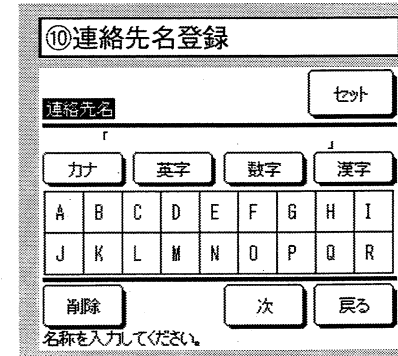 ⑩連絡先名登録
セット
連絡先名
「 」
カナ 英字 数字 漢字
A B C D E F G H I
J K L M N O P Q R
削除 次 戻る
名称を入力してください。